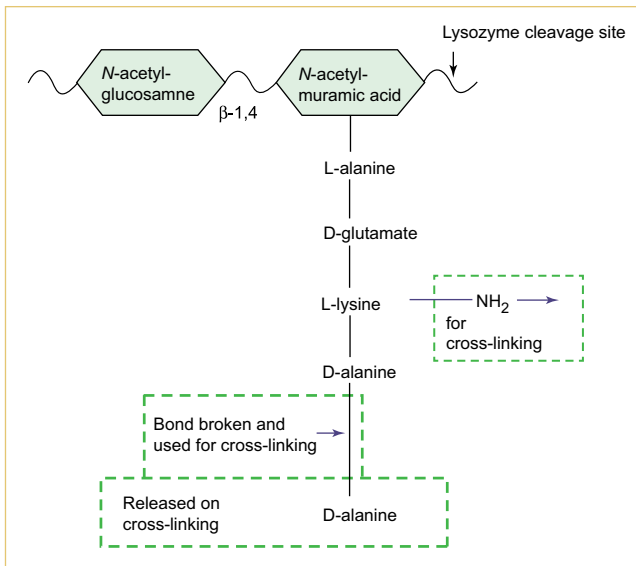 Lysozyme cleavage site
N-acetyl-
glucosamne
N-acetyl-
muramic acid
β-1,4
L-alanine
D-glutamate
L-lysine
NH2
for
cross-linking
D-alanine
Bond broken and
used for cross-linking
Released on
cross-linking
D-alanine